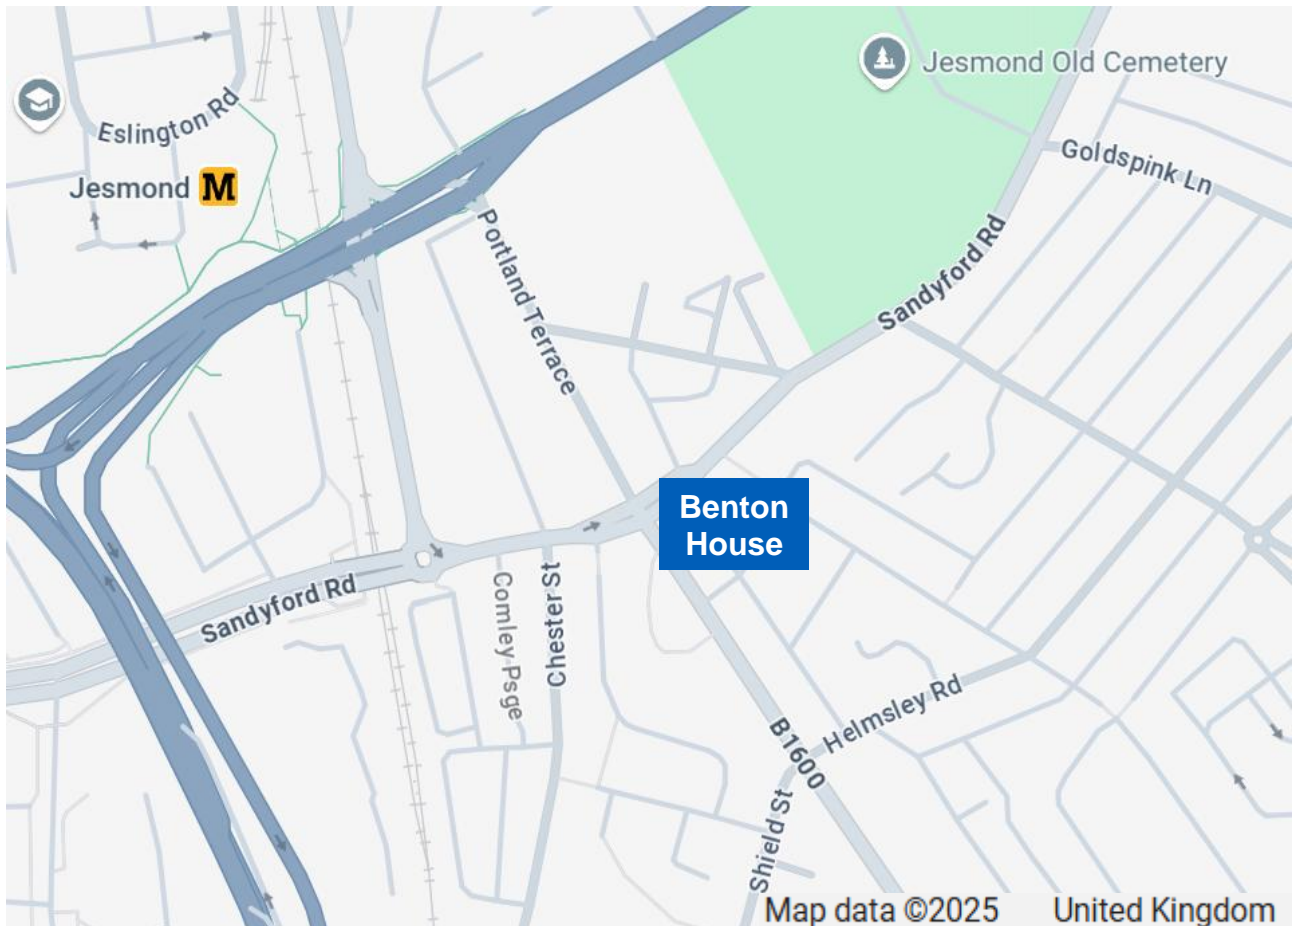 Jesmond Old Cemetery
Eslington Rd
Goldspink Ln
Jesmond M
Portland Terrace
Sandyford Rd
Benton
House
Sandyford Rd
Comley Psge
Chester St
Helmsley Rd
B1600
Shield St
Map data ©2025 United Kingdom